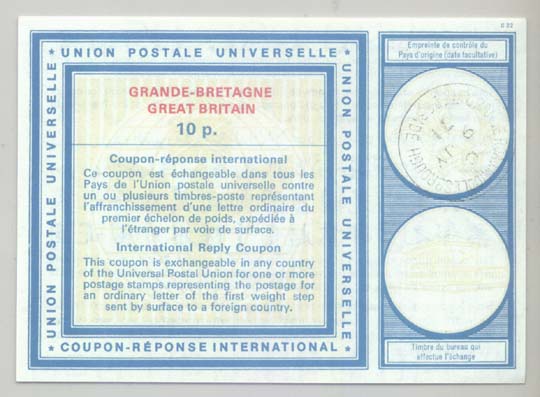 C 22
★ UNION POSTALE UNIVERSELLE ★
UNION POSTALE UNIVERSELLE
GRANDE-BRETAGNE
GREAT BRITAIN
10 p.
Coupon-réponse international
Ce coupon est échangeable dans tous les
Pays de l'Union postale universelle contre
un ou plusieurs timbres-poste représentant
l'affranchissement d'une lettre ordinaire du
premier échelon de poids, expédiée à
l'étranger par voie de surface.
International Reply Coupon
This coupon is exchangeable in any country
of the Universal Postal Union for one or more
postage stamps representing the postage for
an ordinary letter of the first weight step
sent by surface to a foreign country.
UNION POSTALE UNIVERSELLE
★ COUPON-RÉPONSE INTERNATIONAL ★
Empreinte de contrôle du
Pays d'origine (date facultative)
Timbre du bureau qui
effectue l'échange